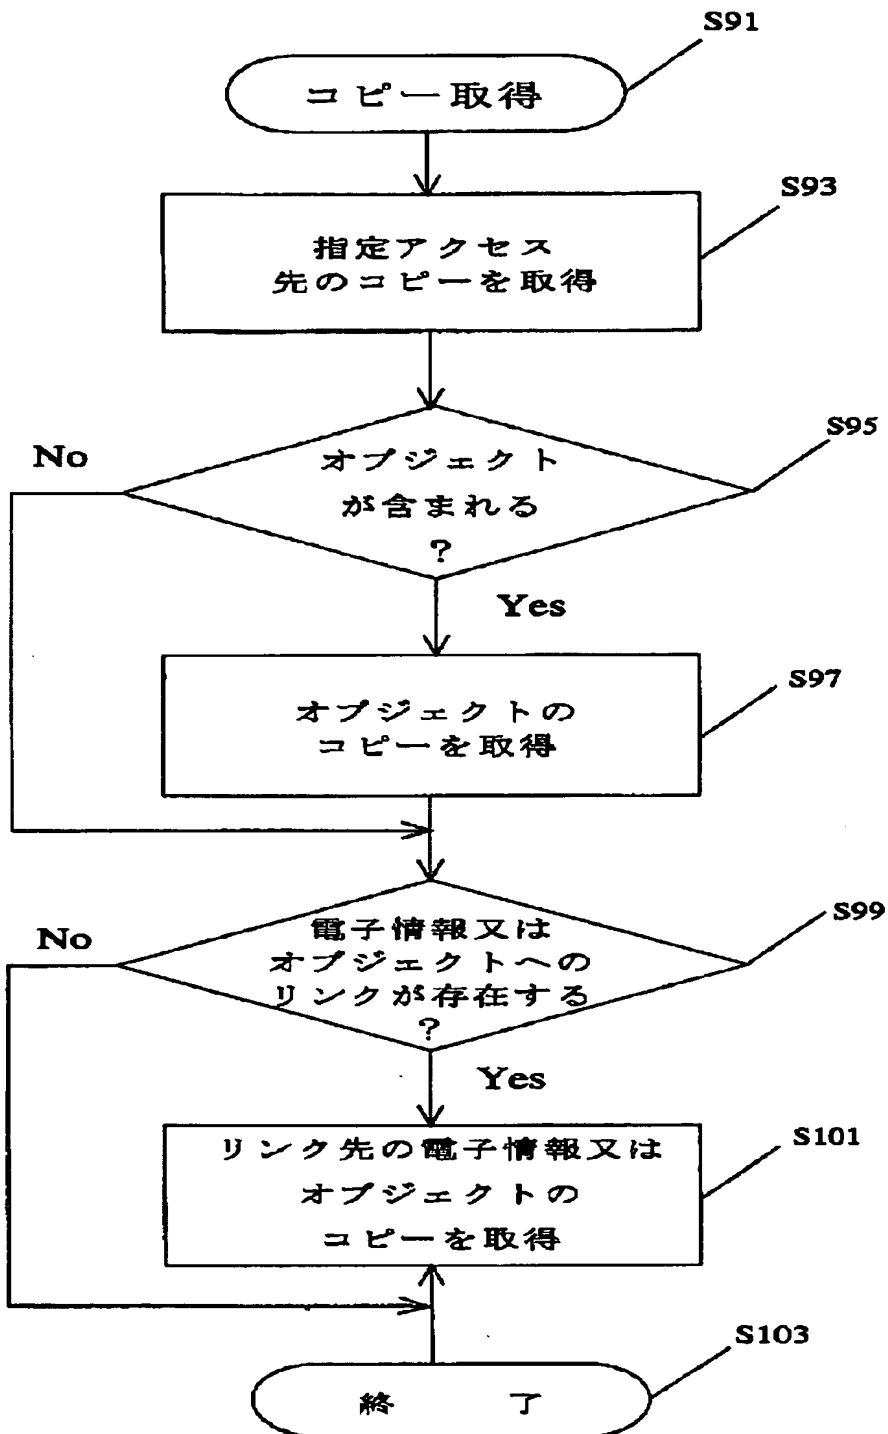 S91
コピー取得
S93
指定アクセス
先のコピーを取得
S95
No
オブジェクト
が含まれる
?
Yes
S97
オブジェクトの
コピーを取得
S99
No
電子情報又は
オブジェクトへの
リンクが存在する
?
Yes
S101
リンク先の電子情報又は
オブジェクトの
コピーを取得
S103
終 了